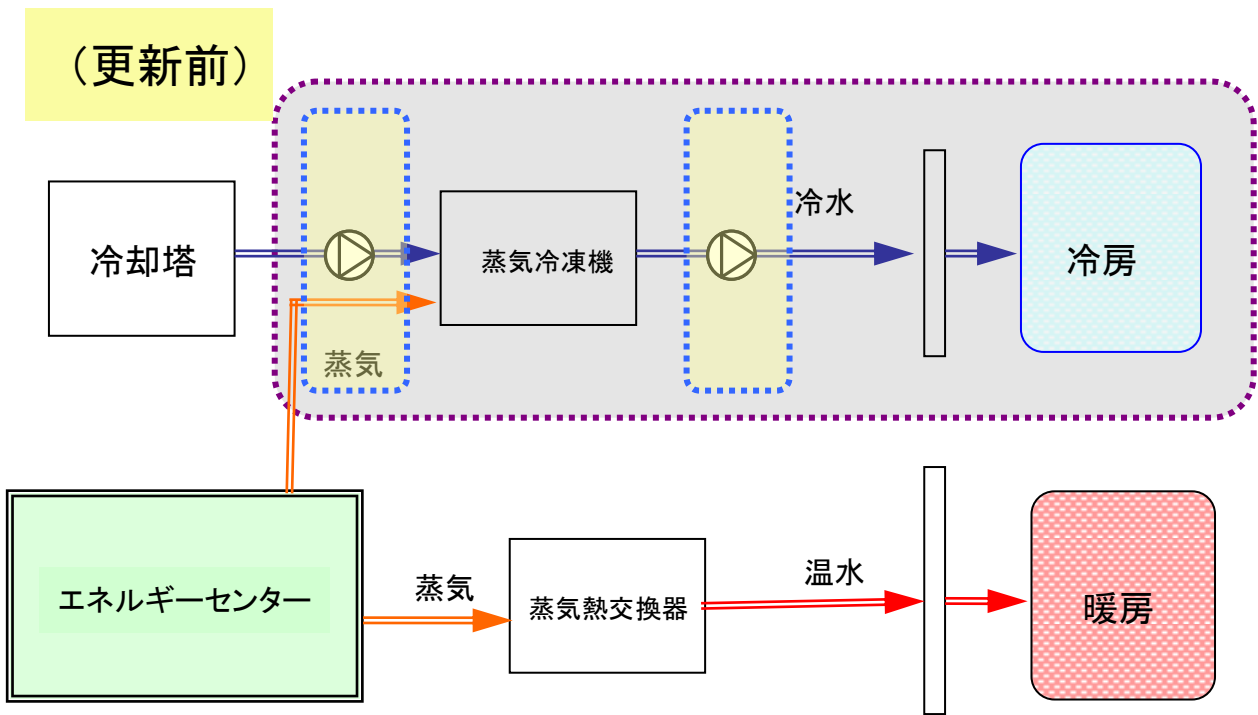 （更新前）
冷却塔
蒸気冷凍機
冷水
冷房
蒸気
エネルギーセンター
蒸気
蒸気熱交換器
温水
暖房